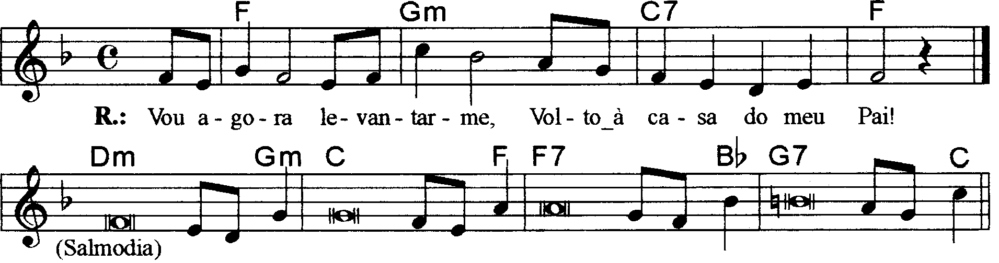 F Gm C7 F
R.: Vou a - go - ra le - van - tar - me, Vol - to_à ca - sa do meu Pai!
Dm Gm C F F7 B♭ G7 C
(Salmodia)